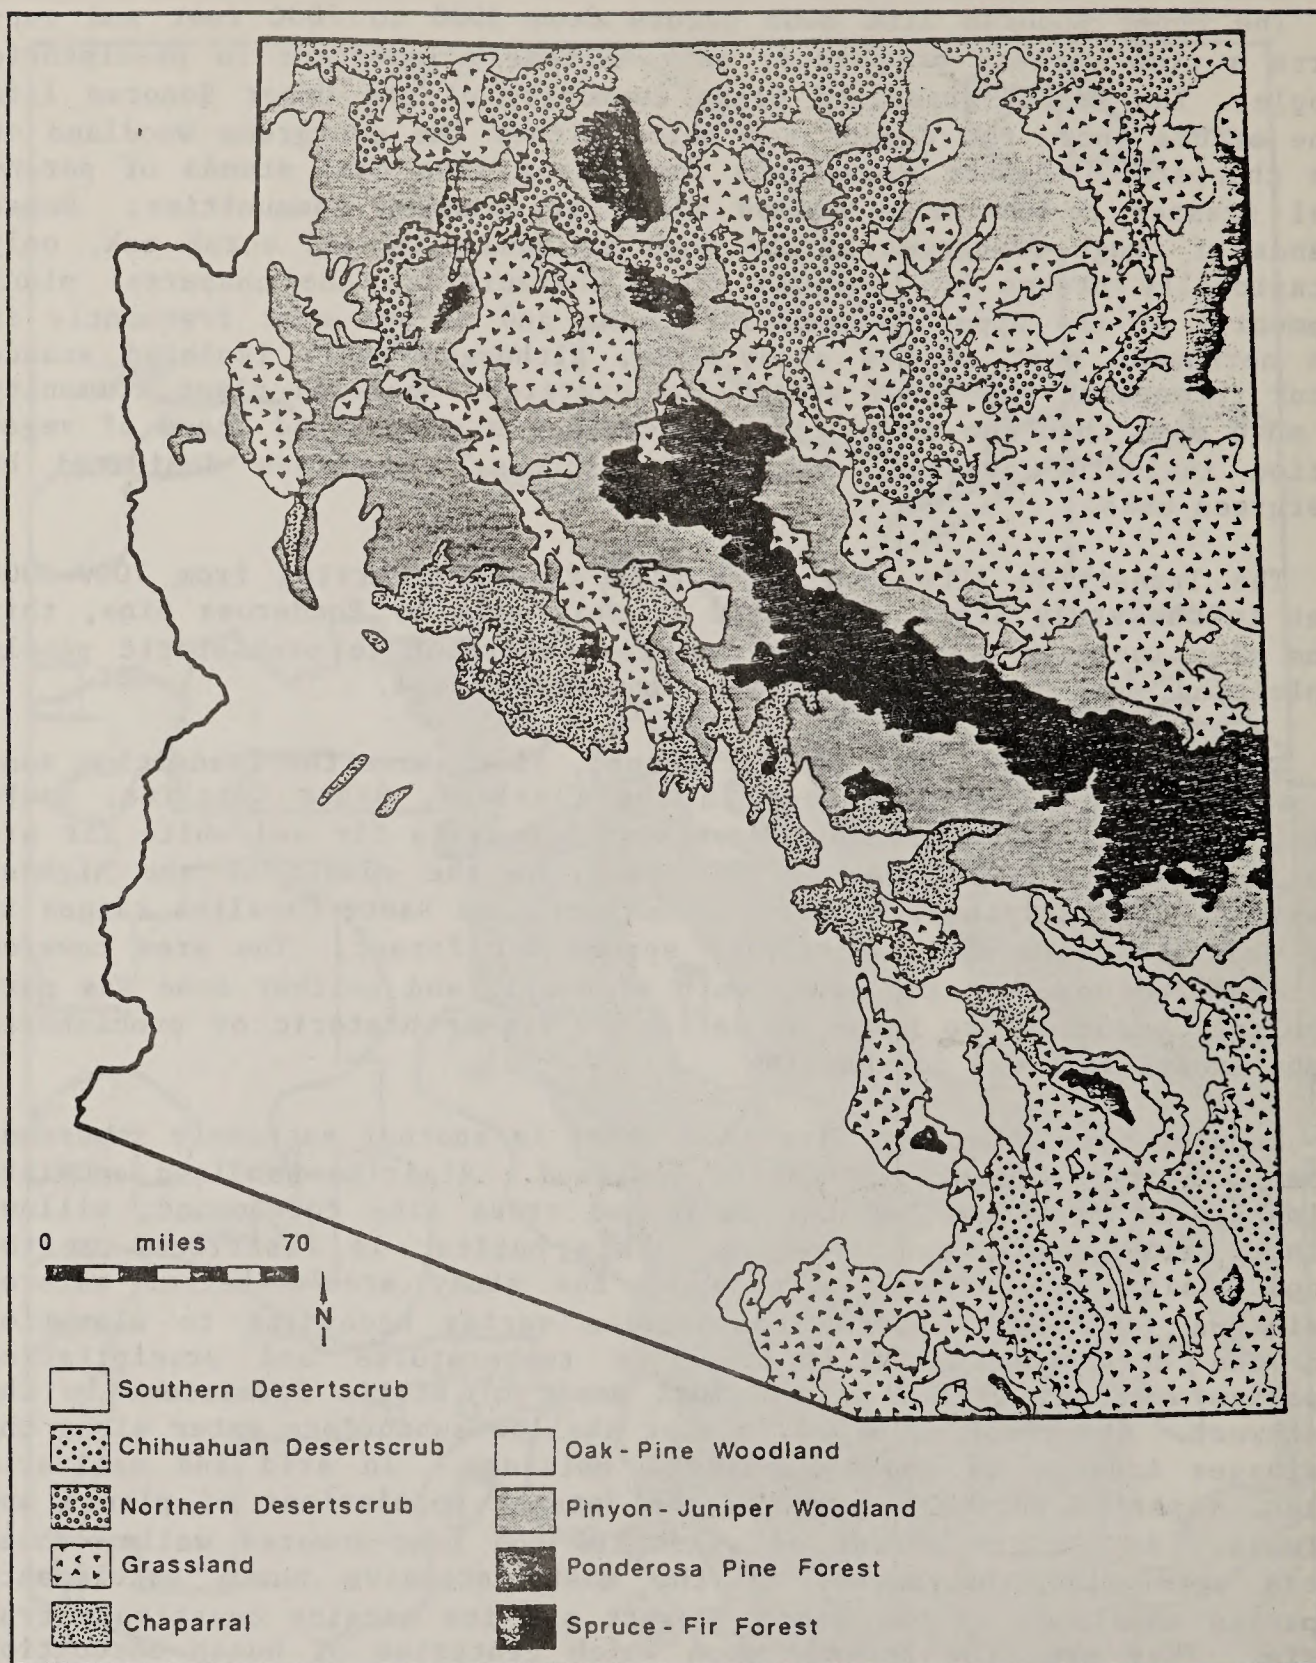 0 miles 70
N
Southern Desertscrub
Chihuahuan Desertscrub
Northern Desertscrub
Grassland
Chaparral
Oak-Pine Woodland
Pinyon-Juniper Woodland
Ponderosa Pine Forest
Spruce-Fir Forest